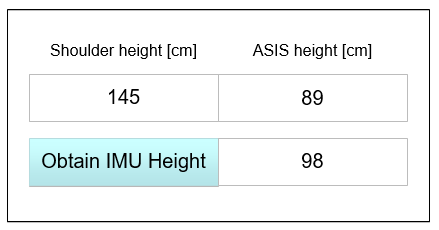 Shoulder height [cm] ASIS height [cm]
145 89
Obtain IMU Height 98